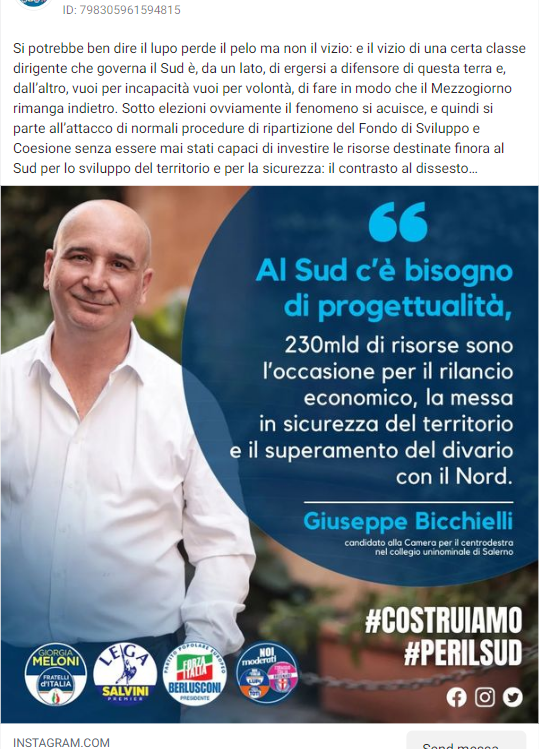 ID: 798305961594815
Si potrebbe ben dire il lupo perde il pelo ma non il vizio: e il vizio di una certa classe
dirigente che governa il Sud è, da un lato, di ergersi a difensore di questa terra e,
dall'altro, vuoi per incapacità vuoi per volontà, di fare in modo che il Mezzogiorno
rimanga indietro. Sotto elezioni ovviamente il fenomeno si acuisce, e quindi si
parte all'attacco di normali procedure di ripartizione del Fondo di Sviluppo e
Coesione senza essere mai stati capaci di investire le risorse destinate finora al
Sud per lo sviluppo del territorio e per la sicurezza: il contrasto al dissesto...
Al Sud c'è bisogno
di progettualità,
230mld di risorse sono
l'occasione per il rilancio
economico, la messa
in sicurezza del territorio
e il superamento del divario
con il Nord.
Giuseppe Bicchielli
candidato alla Camera per il centrodestra
nel collegio uninominale di Salerno
#COSTRUIAMO
#PERILSUD
GIORGIA
MELONI
FRATELLI
d'ITALIA
LEGA
SALVINI
PREMIER
PARTITO POPOLARE EUROPEO
FORZA
ITALIA
BERLUSCONI
PRESIDENTE
NOI
moderati
INSTAGRAM.COM